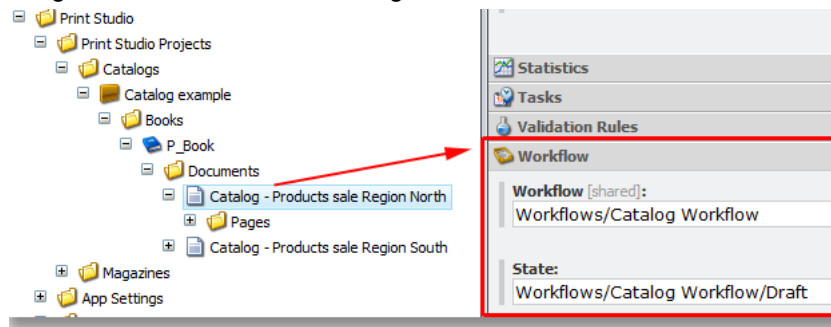 Print Studio
Print Studio Projects
Catalogs
Catalog example
Books
P_Book
Documents
Catalog - Products sale Region North
Pages
Catalog - Products sale Region South
Magazines
App Settings
Statistics
Tasks
Validation Rules
Workflow
Workflow [shared]:
Workflows/Catalog Workflow
State:
Workflows/Catalog Workflow/Draft